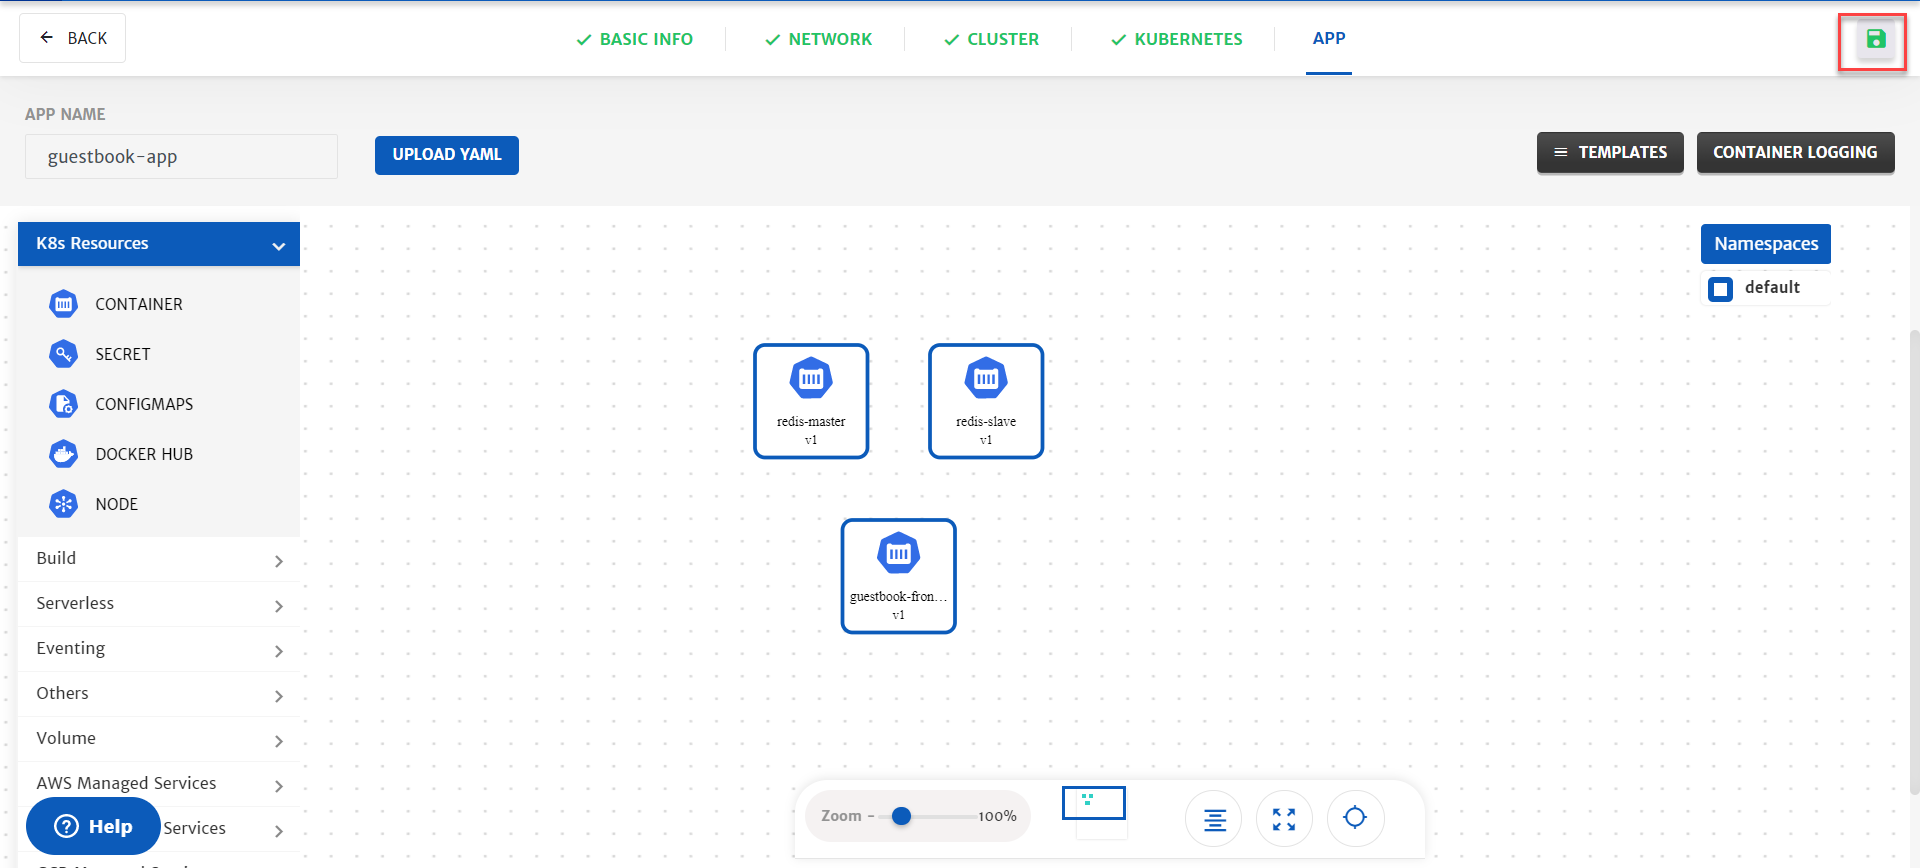 BACK
BASIC INFO
NETWORK
CLUSTER
KUBERNETES
APP
APP NAME
guestbook-app
UPLOAD YAML
TEMPLATES
CONTAINER LOGGING
K8s Resources
CONTAINER
SECRET
CONFIGMAPS
DOCKER HUB
NODE
Build
Serverless
Eventing
Others
Volume
AWS Managed Services
Services
Help
redis-master
v1
redis-slave
v1
guestbook-fron...
v1
Namespaces
default
Zoom - 100%